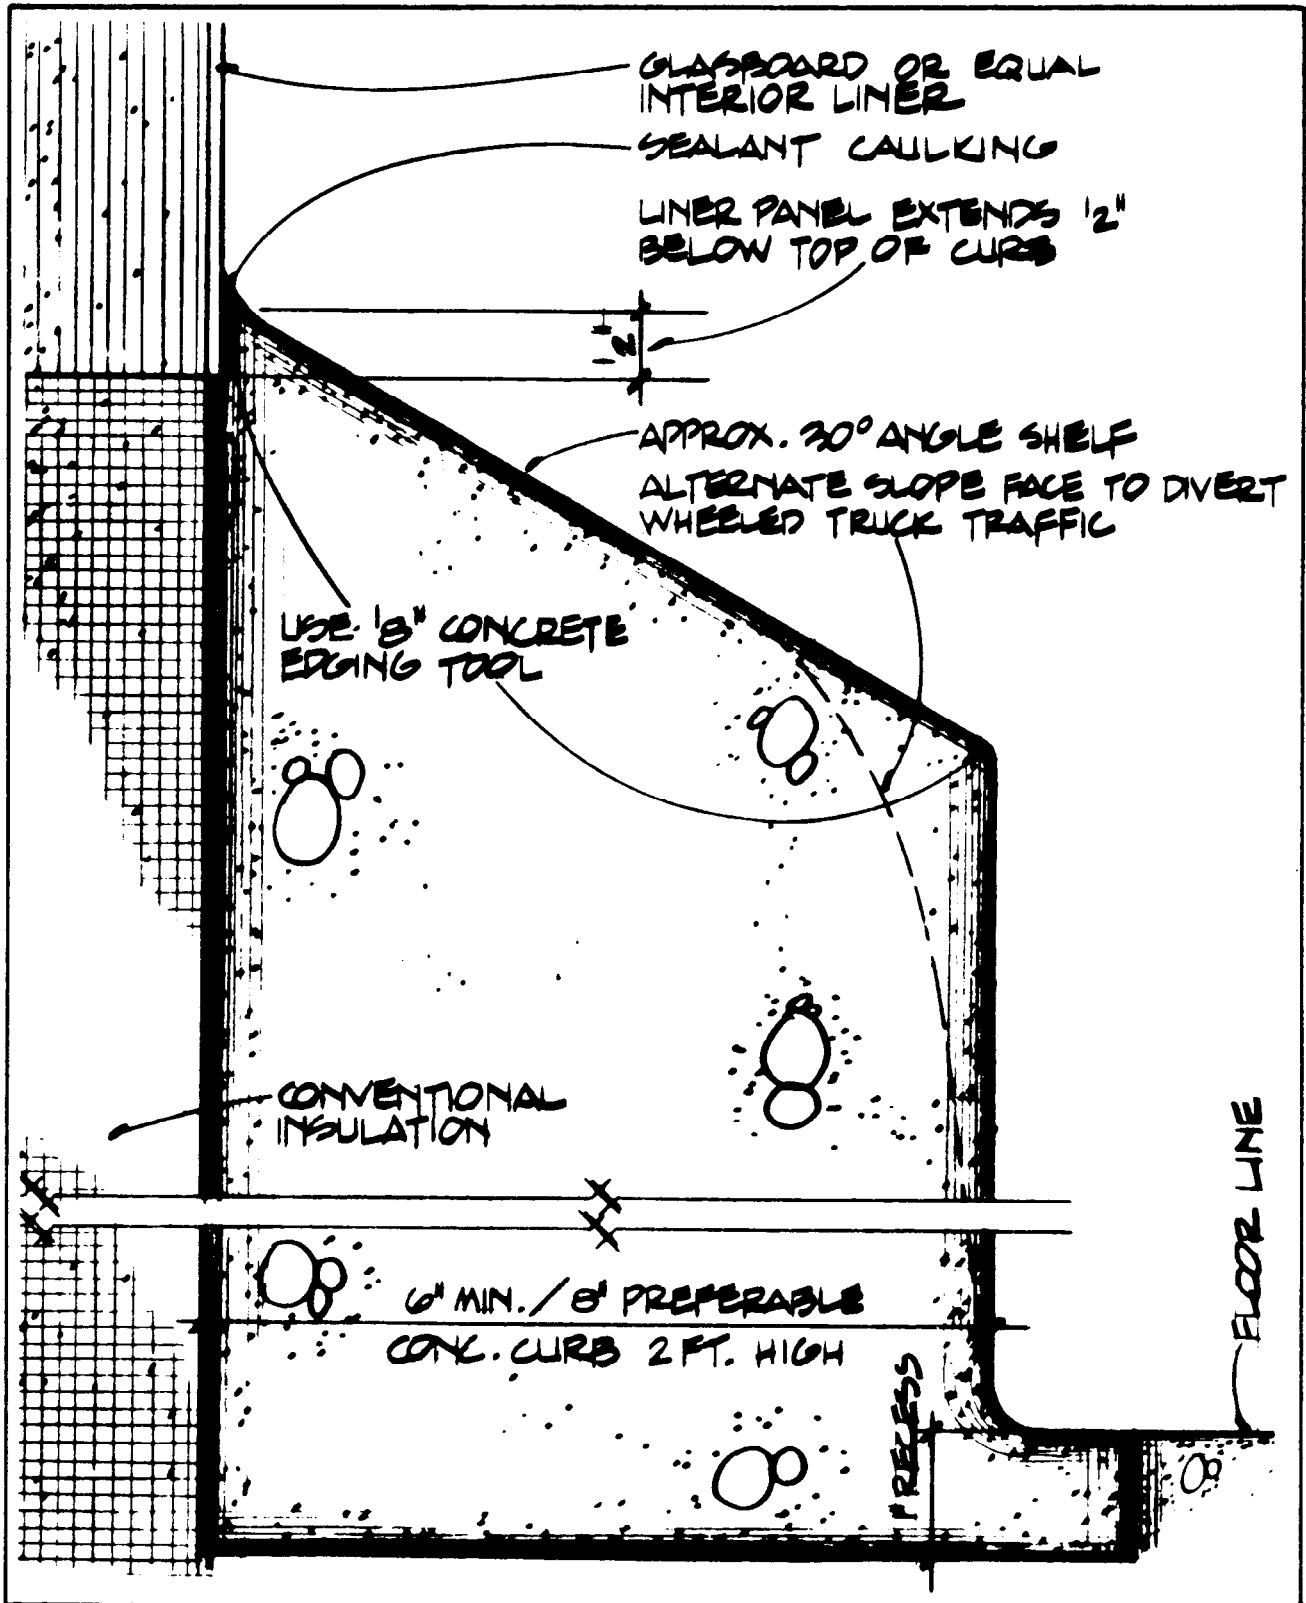 GLASBOARD OR EQUAL
INTERIOR LINER
SEALANT CAULKING
LINER PANEL EXTENDS 1/2"
BELOW TOP OF CURB
1/2"
APPROX. 30° ANGLE SHELF
ALTERNATE SLOPE FACE TO DIVERT
WHEELED TRUCK TRAFFIC
USE 1/8" CONCRETE
EDGING TOOL
CONVENTIONAL
INSULATION
6" MIN. / 8" PREFERABLE
CONC. CURB 2 FT. HIGH
1" RECESS
FLOOR LINE